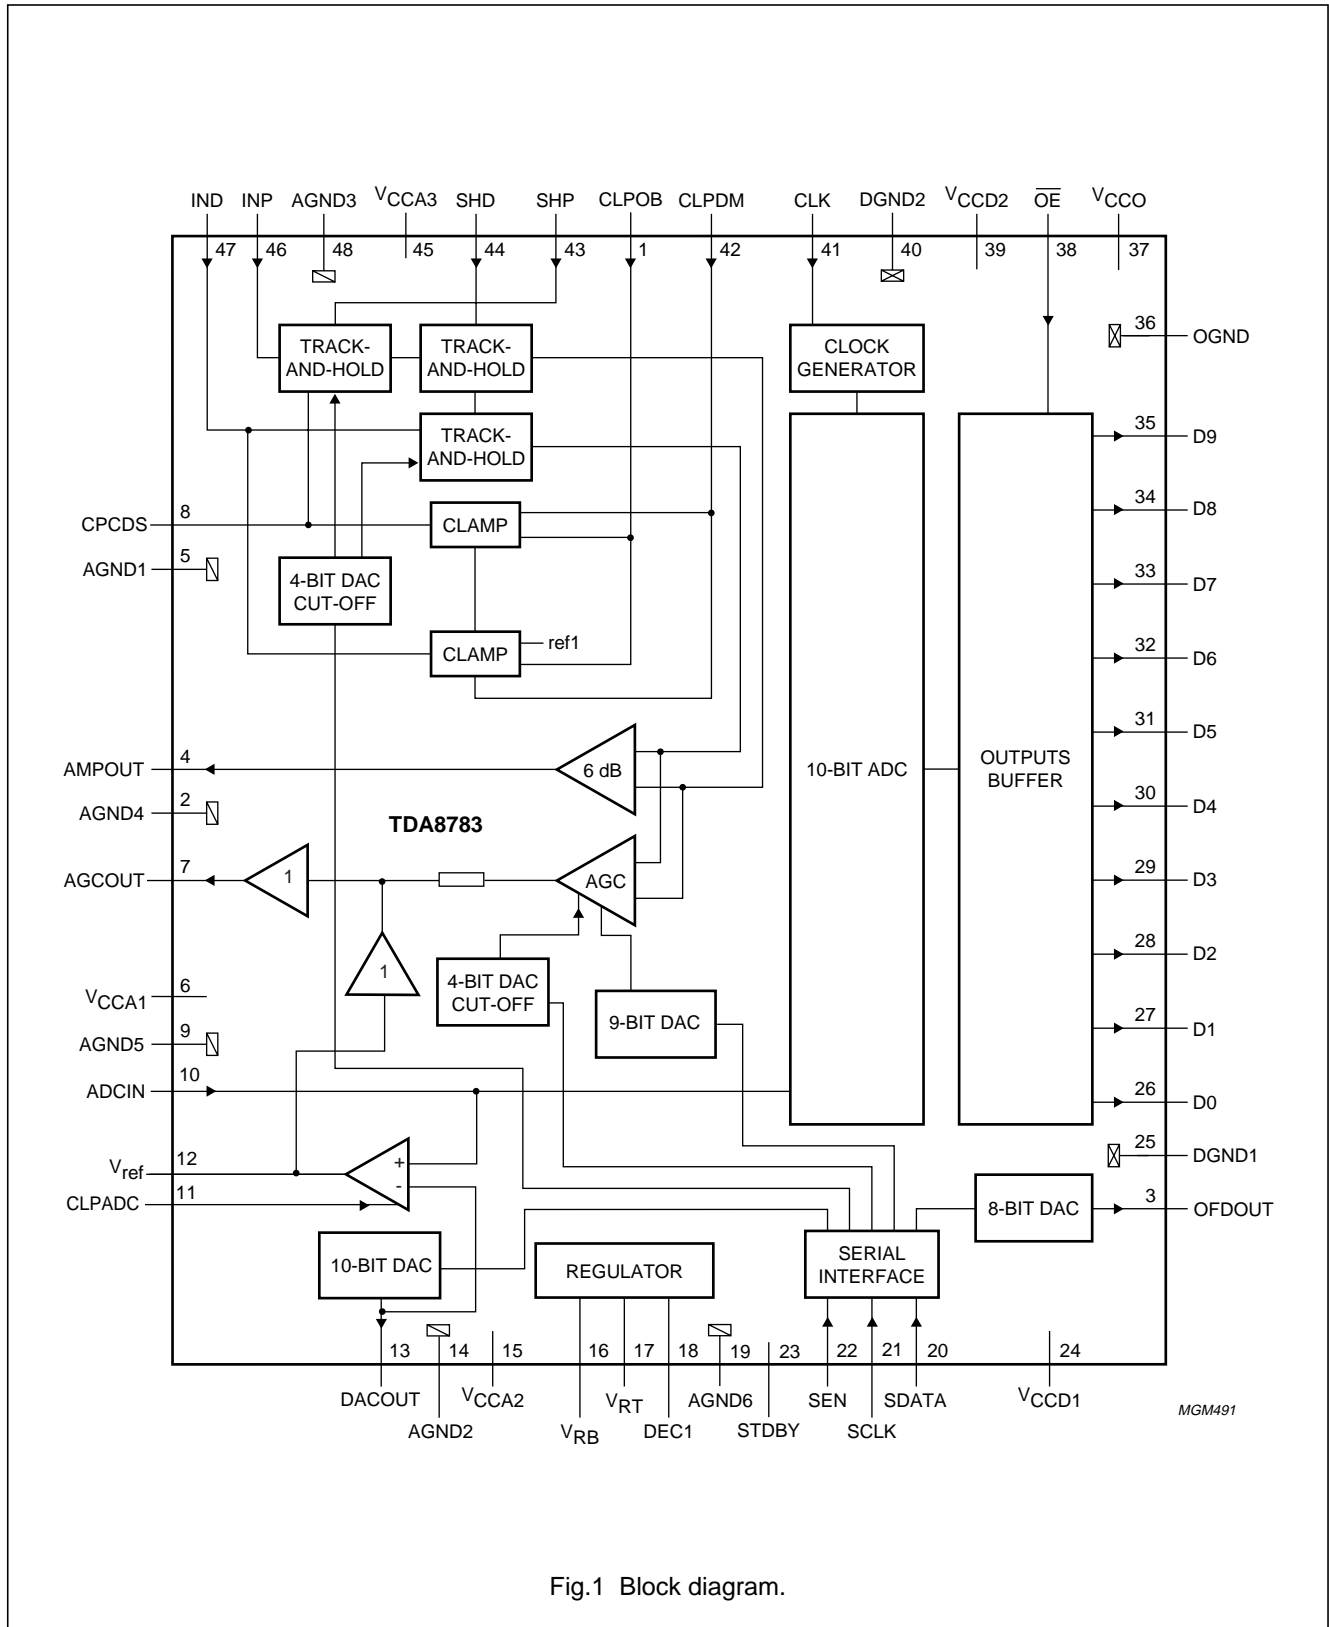 IND INP AGND3 VCCA3 SHD SHP CLPOB CLPDM CLK DGND2 VCCD2 OE VCCO
47 46 48 45 44 43 1 42 41 40 39 38 37
TRACK-
AND-HOLD
TRACK-
AND-HOLD
CLOCK
GENERATOR
36 OGND
TRACK-
AND-HOLD
35 D9
34 D8
CPCDS 8
CLAMP
AGND1 5
4-BIT DAC
CUT-OFF
33 D7
CLAMP
ref1
32 D6
31 D5
AMPOUT 4
6 dB
10-BIT ADC
OUTPUTS
BUFFER
AGND4 2
30 D4
TDA8783
AGCOUT 7
1
AGC
29 D3
1
4-BIT DAC
CUT-OFF
28 D2
VCCA1 6
9-BIT DAC
27 D1
AGND5 9
ADCIN 10
26 D0
Vref 12
+
-
25 DGND1
CLPADC 11
8-BIT DAC
3 OFDOUT
10-BIT DAC
REGULATOR
SERIAL
INTERFACE
13 14 15 16 17 18 19 23 22 21 20 24
DACOUT AGND2 VCCA2 VRB VRT DEC1 AGND6 STDBY SEN SCLK SDATA VCCD1
MGM491
Fig.1 Block diagram.